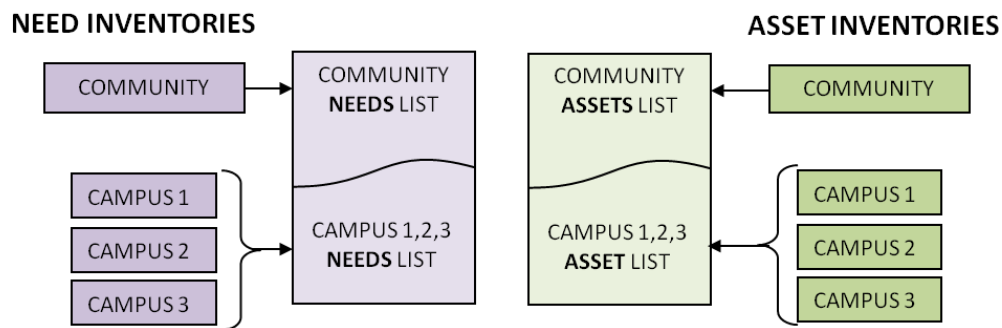 NEED INVENTORIES
COMMUNITY
CAMPUS 1
CAMPUS 2
CAMPUS 3
COMMUNITY
NEEDS LIST
CAMPUS 1,2,3
NEEDS LIST
COMMUNITY
ASSETS LIST
CAMPUS 1,2,3
ASSET LIST
ASSET INVENTORIES
COMMUNITY
CAMPUS 1
CAMPUS 2
CAMPUS 3